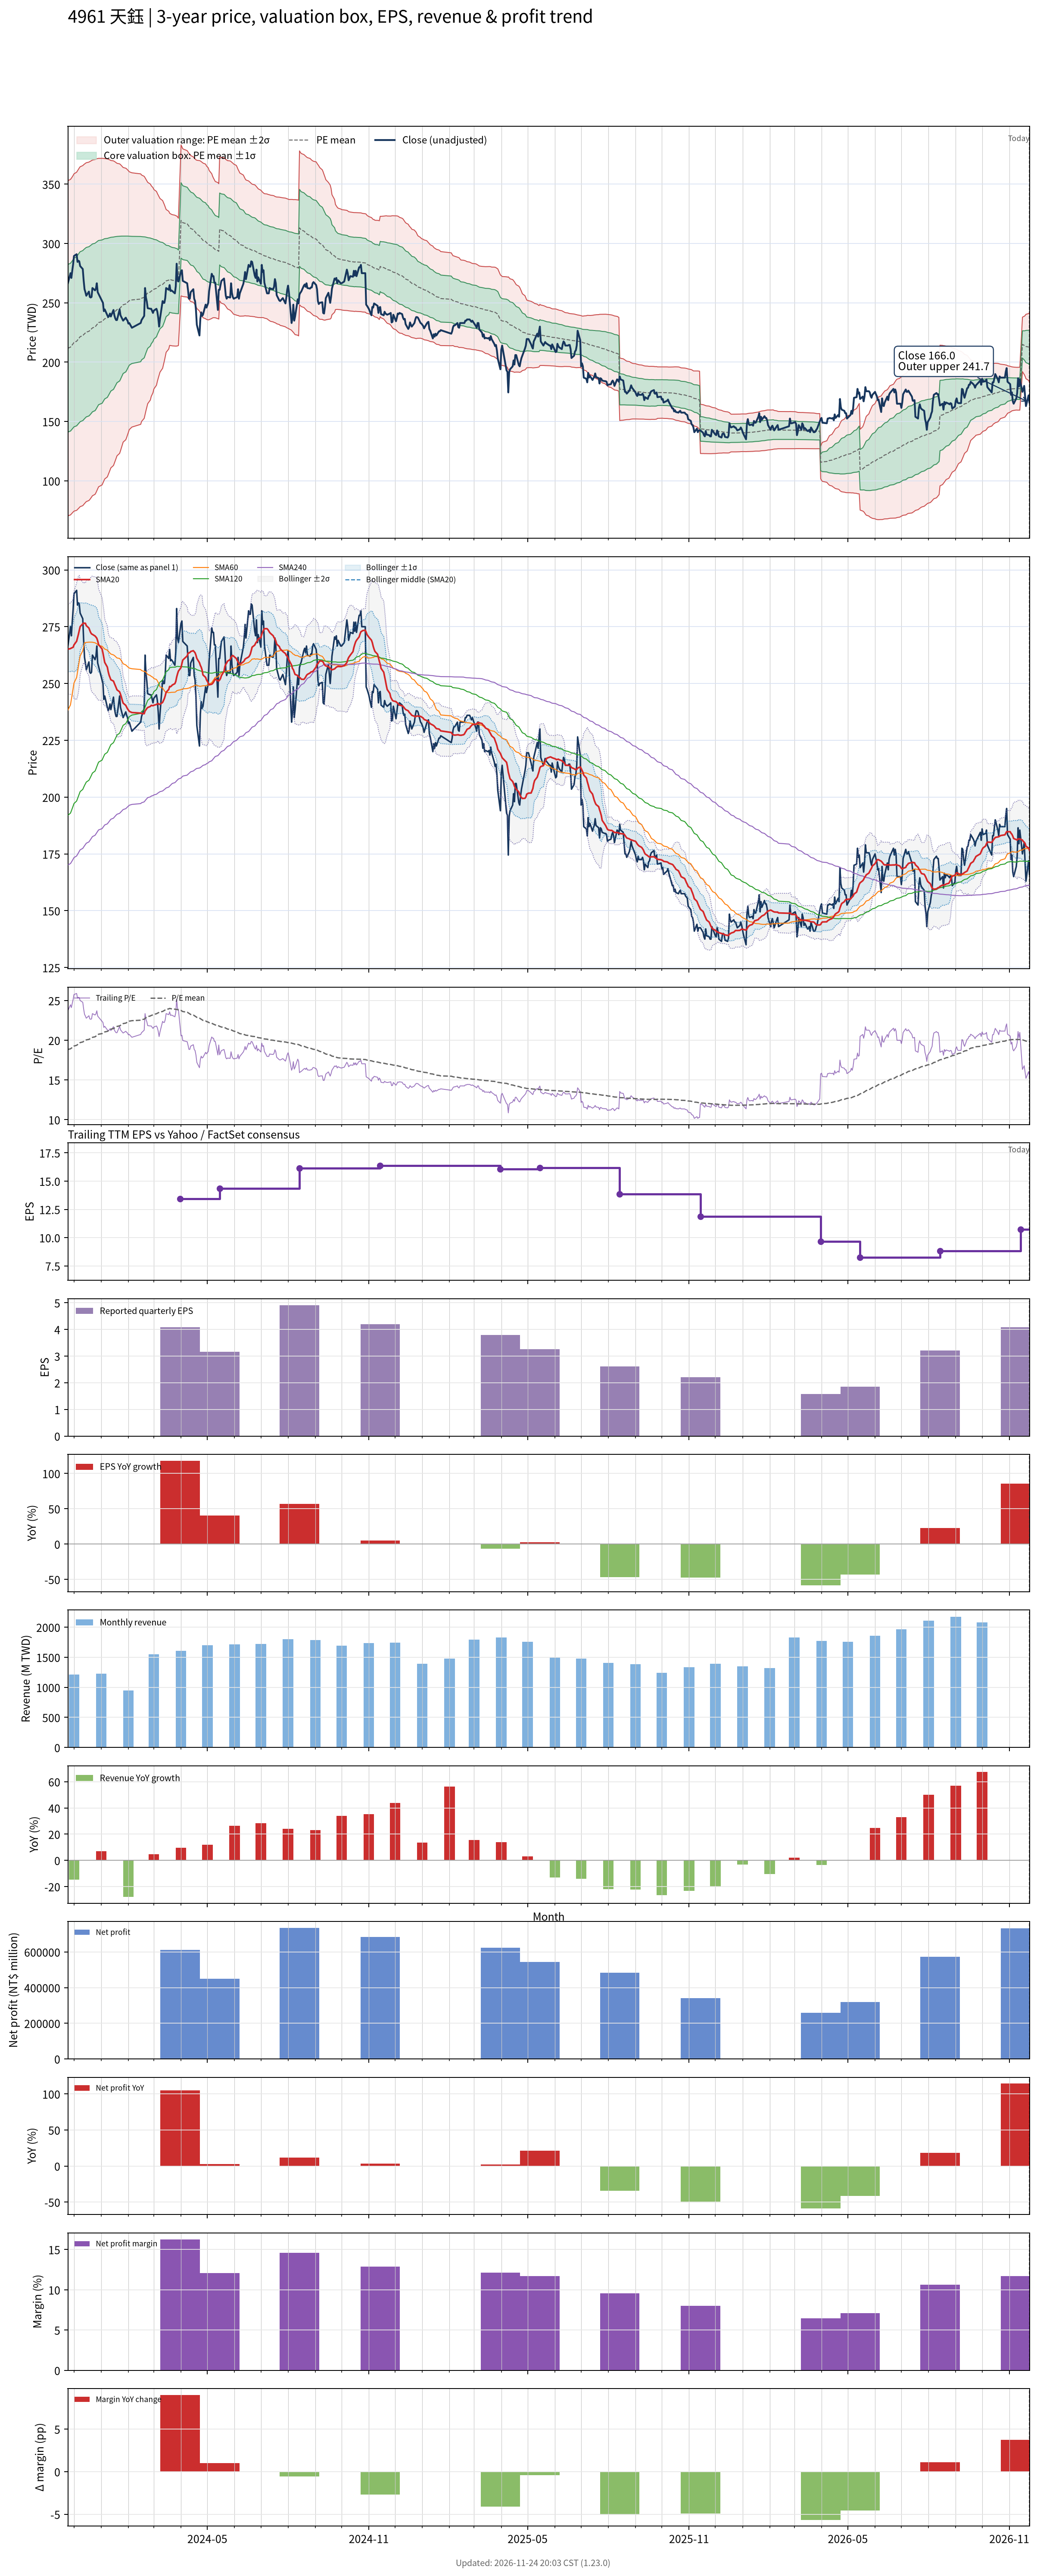 4961 天鈺 | 3-year price, valuation box, EPS, revenue & profit trend
Outer valuation range: PE mean ±2σ
PE mean
Close (unadjusted)
Core valuation box: PE mean ±1σ
Today
Price (TWD)
350
300
250
200
150
100
Close 166.0
Outer upper 241.7
Close (same as panel 1)
SMA20
SMA60
SMA120
SMA240
Bollinger ±2σ
Bollinger ±1σ
Bollinger middle (SMA20)
Price
300
275
250
225
200
175
150
125
Trailing P/E
P/E mean
P/E
25
20
15
10
Trailing TTM EPS vs Yahoo / FactSet consensus
Today
EPS
17.5
15.0
12.5
10.0
7.5
Reported quarterly EPS
EPS
5
4
3
2
1
0
EPS YoY growth
YoY (%)
100
50
0
-50
Monthly revenue
Revenue (M TWD)
2000
1500
1000
500
0
Revenue YoY growth
YoY (%)
60
40
20
0
-20
Month
Net profit
Net profit (NT$ million)
600000
400000
200000
0
Net profit YoY
YoY (%)
100
50
0
-50
Net profit margin
Margin (%)
15
10
5
0
Margin YoY change
Δ margin (pp)
5
0
-5
2024-05
2024-11
2025-05
2025-11
2026-05
2026-11
Updated: 2026-11-24 20:03 CST (1.23.0)